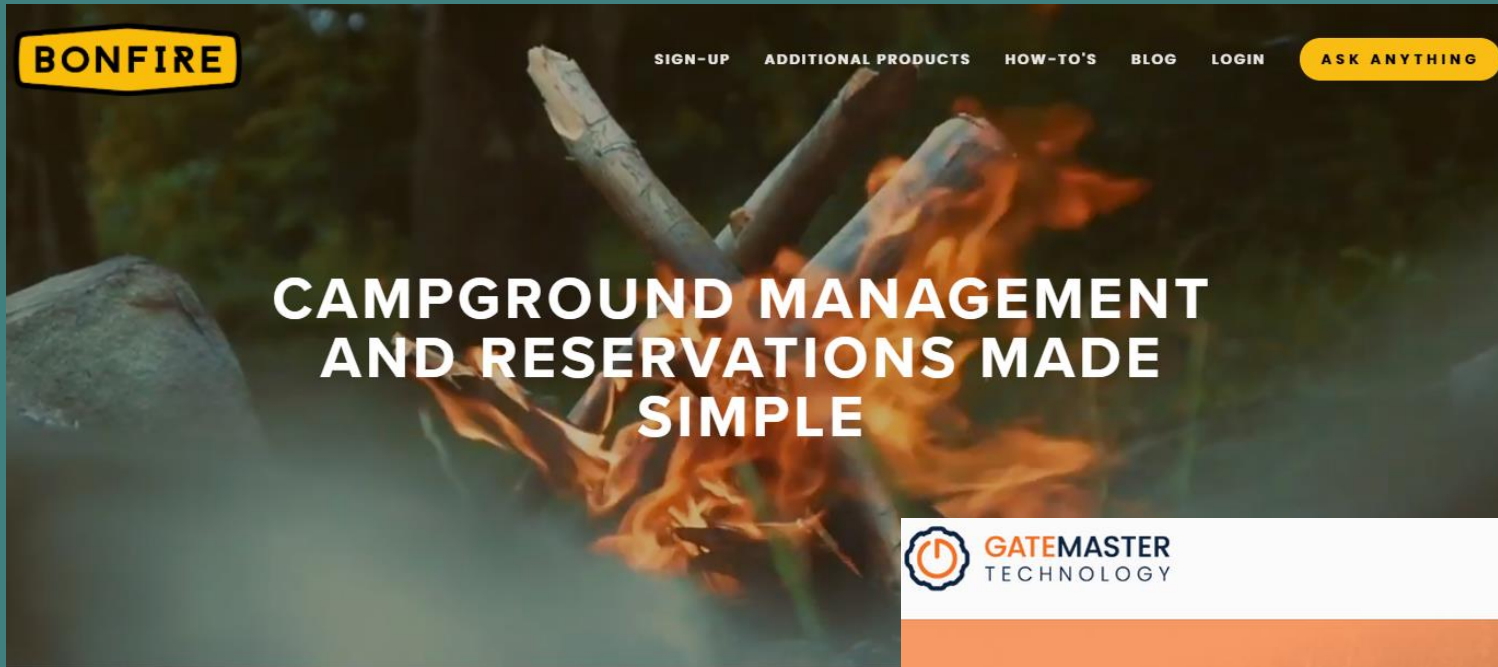 BONFIRE
SIGN-UP ADDITIONAL PRODUCTS HOW-TO'S BLOG LOGIN ASK ANYTHING
CAMPGROUND MANAGEMENT
AND RESERVATIONS MADE
SIMPLE
GATEMASTER
TECHNOLOGY